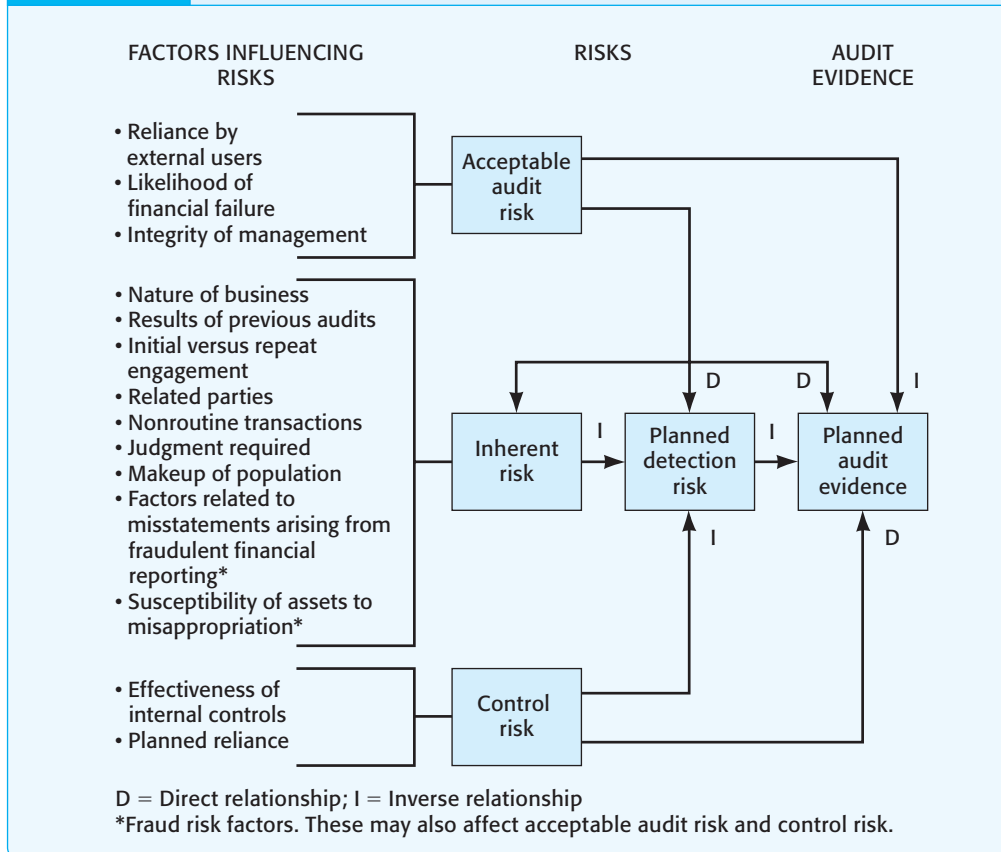 FACTORS INFLUENCING
RISKS
RISKS
AUDIT
EVIDENCE
• Reliance by
external users
• Likelihood of
financial failure
• Integrity of management
Acceptable
audit
risk
• Nature of business
• Results of previous audits
• Initial versus repeat
engagement
• Related parties
• Nonroutine transactions
• Judgment required
• Makeup of population
• Factors related to
misstatements arising from
fraudulent financial
reporting*
• Susceptibility of assets to
misappropriation*
D
D
I
Inherent
risk
I
Planned
detection
risk
I
Planned
audit
evidence
I
D
• Effectiveness of
internal controls
• Planned reliance
Control
risk
D = Direct relationship; I = Inverse relationship
*Fraud risk factors. These may also affect acceptable audit risk and control risk.